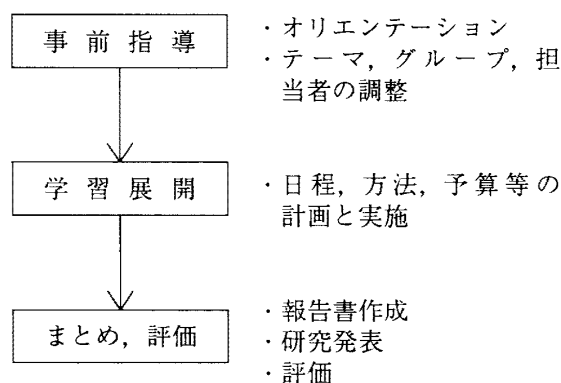 事前指導
・オリエンテーション
・テーマ，グループ，担
当者の調整
学習展開
・日程，方法，予算等の
計画と実施
まとめ，評価
・報告書作成
・研究発表
・評価